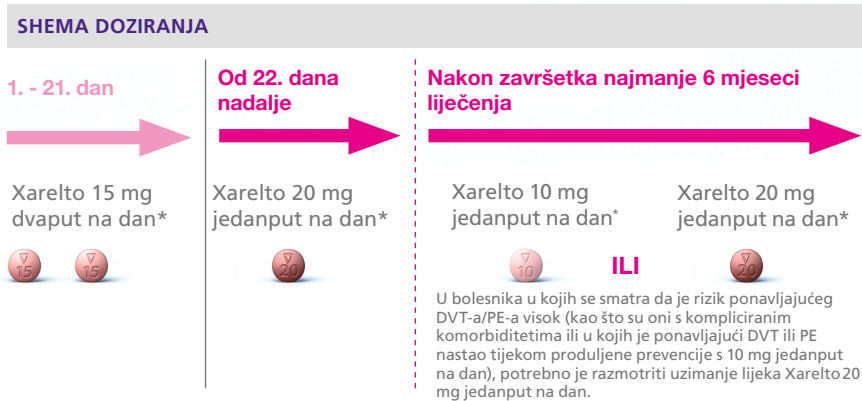 SHEMA DOZIRANJA
1. - 21. dan
Xarelto 15 mg
dvaput na dan*
15 15
Od 22. dana
nadalje
Xarelto 20 mg
jedanput na dan*
20
Nakon završetka najmanje 6 mjeseci
liječenja
Xarelto 10 mg
jedanput na dan*
10
ILI
Xarelto 20 mg
jedanput na dan*
20
U bolesnika u kojih se smatra da je rizik ponavljajućeg
DVT-a/PE-a visok (kao što su oni s kompliciranim
komorbiditetima ili u kojih je ponavljajući DVT ili PE
nastao tijekom produljene prevencije s 10 mg jedanput
na dan), potrebno je razmotriti uzimanje lijeka Xarelto 20
mg jedanput na dan.